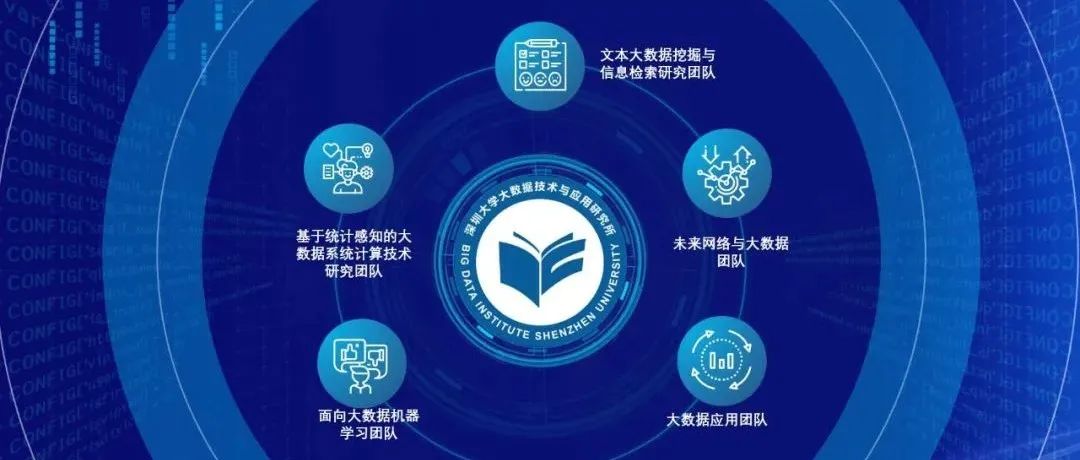 文本大数据挖掘与
信息检索研究团队
基于统计感知的大
数据系统计算技术
研究团队
未来网络与大数据
团队
深圳大学大数据技术与应用研究所
BIG DATA INSTITUTE SHENZHEN UNIVERSITY
面向大数据机器
学习团队
大数据应用团队